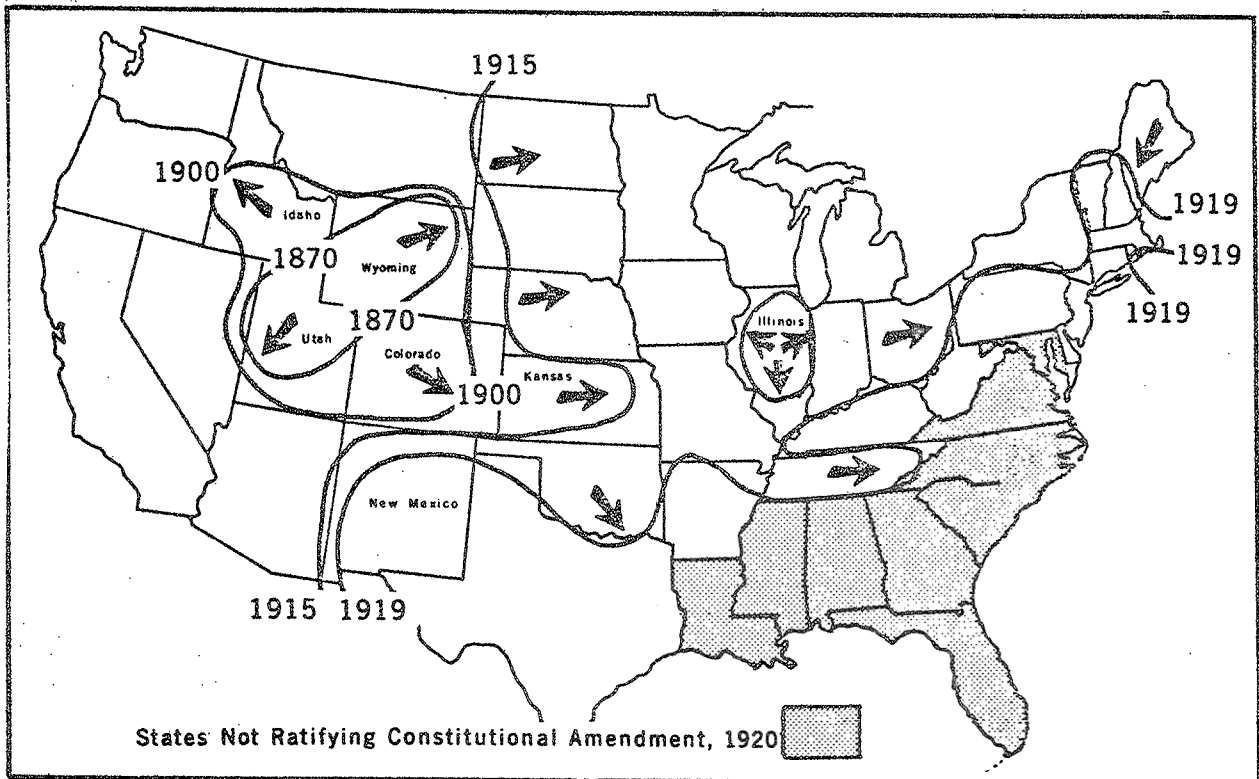 1915
1900
Idaho
1919
1870
Wyoming
1919
1870
Illinois
1919
Utah
Colorado
Kansas
1900
New Mexico
1915
1919
States Not Ratifying Constitutional Amendment, 1920